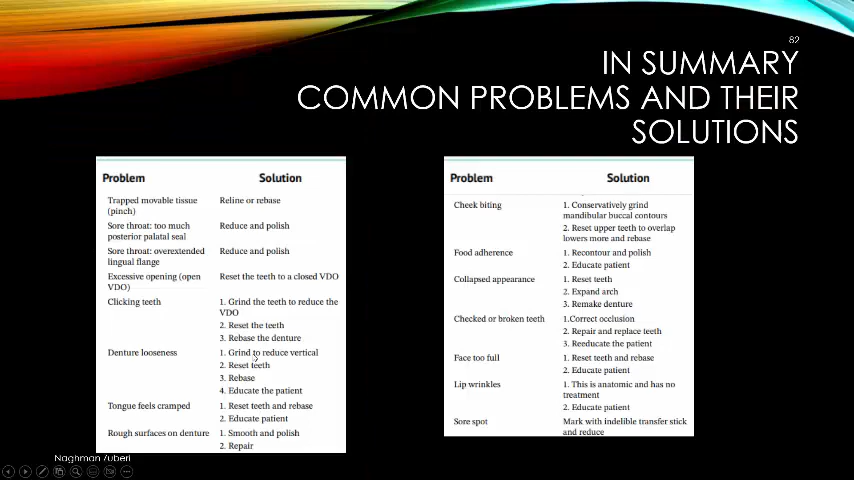 82
IN SUMMARY
COMMON PROBLEMS AND THEIR
SOLUTIONS
Problem Solution
Trapped movable tissue Reline or rebase
(pinch)
Sore throat: too much Reduce and polish
posterior palatal seal
Sore throat: overextended Reduce and polish
lingual flange
Excessive opening (open Reset the teeth to a closed VDO
VDO)
Clicking teeth 1. Grind the teeth to reduce the
VDO
2. Reset the teeth
3. Rebase the denture
Denture looseness 1. Grind to reduce vertical
2. Reset teeth
3. Rebase
4. Educate the patient
Tongue feels cramped 1. Reset teeth and rebase
2. Educate patient
Rough surfaces on denture 1. Smooth and polish
2. Repair
Problem Solution
Cheek biting 1. Conservatively grind
mandibular buccal contours
2. Reset upper teeth to overlap
lowers more and rebase
Food adherence 1. Recontour and polish
2. Educate patient
Collapsed appearance 1. Reset teeth
2. Expand arch
3. Remake denture
Checked or broken teeth 1.Correct occlusion
2. Repair and replace teeth
3. Reeducate the patient
Face too full 1. Reset teeth and rebase
2. Educate patient
Lip wrinkles 1. This is anatomic and has no
treatment
2. Educate patient
Sore spot Mark with indelible transfer stick
and reduce
Naghman Zuberi